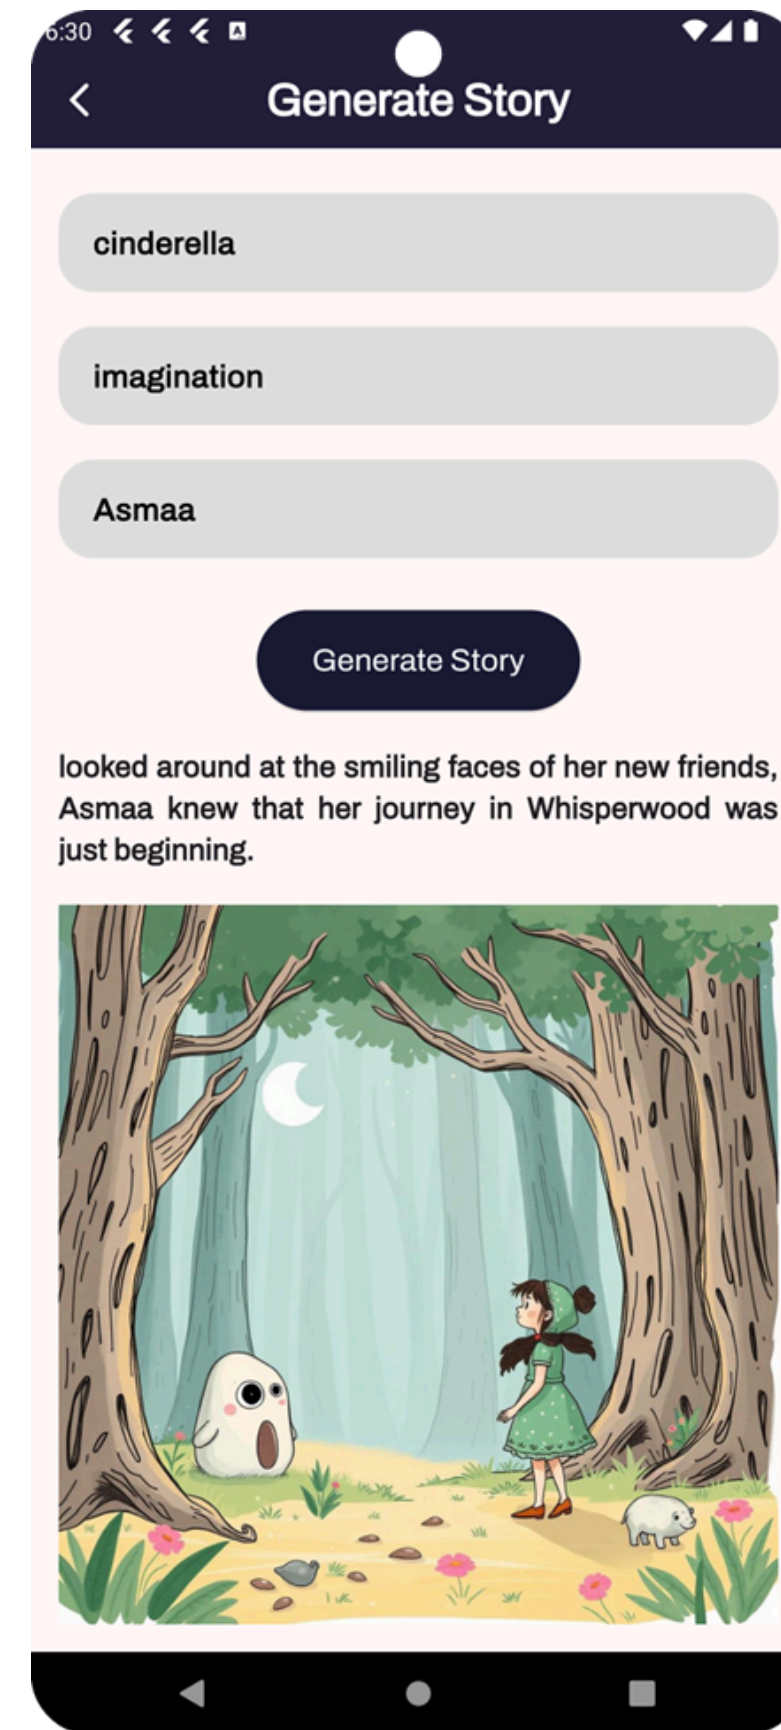 6:30
Generate Story
cinderella
imagination
Asmaa
Generate Story
looked around at the smiling faces of her new friends,
Asmaa knew that her journey in Whisperwood was
just beginning.